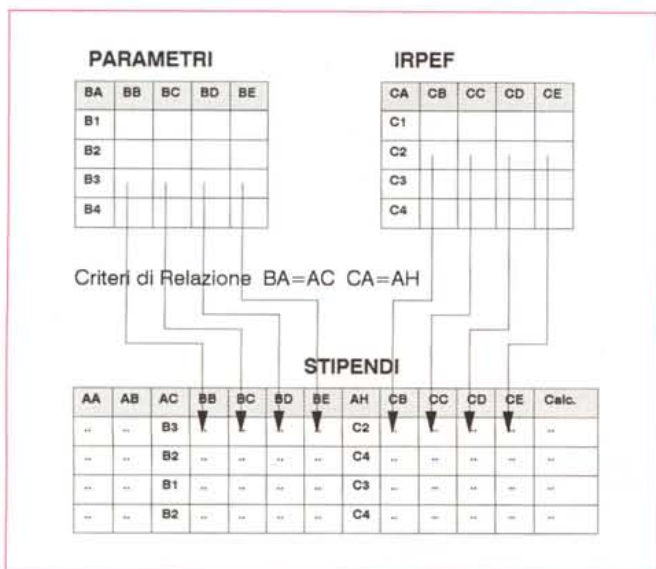 PARAMETRI
BA BB BC BD BE
B1
B2
B3
B4
IRPEF
CA CB CC CD CE
C1
C2
C3
C4
Criteri di Relazione BA=AC CA=AH
STIPENDI
AA AB AC BB BC BD BE AH CB CC CD CE Calc.
.. .. B3 .. .. .. .. C2 .. .. .. .. ..
.. .. B2 .. .. .. .. C4 .. .. .. .. ..
.. .. B1 .. .. .. .. C3 .. .. .. .. ..
.. .. B2 .. .. .. .. C4 .. .. .. .. ..